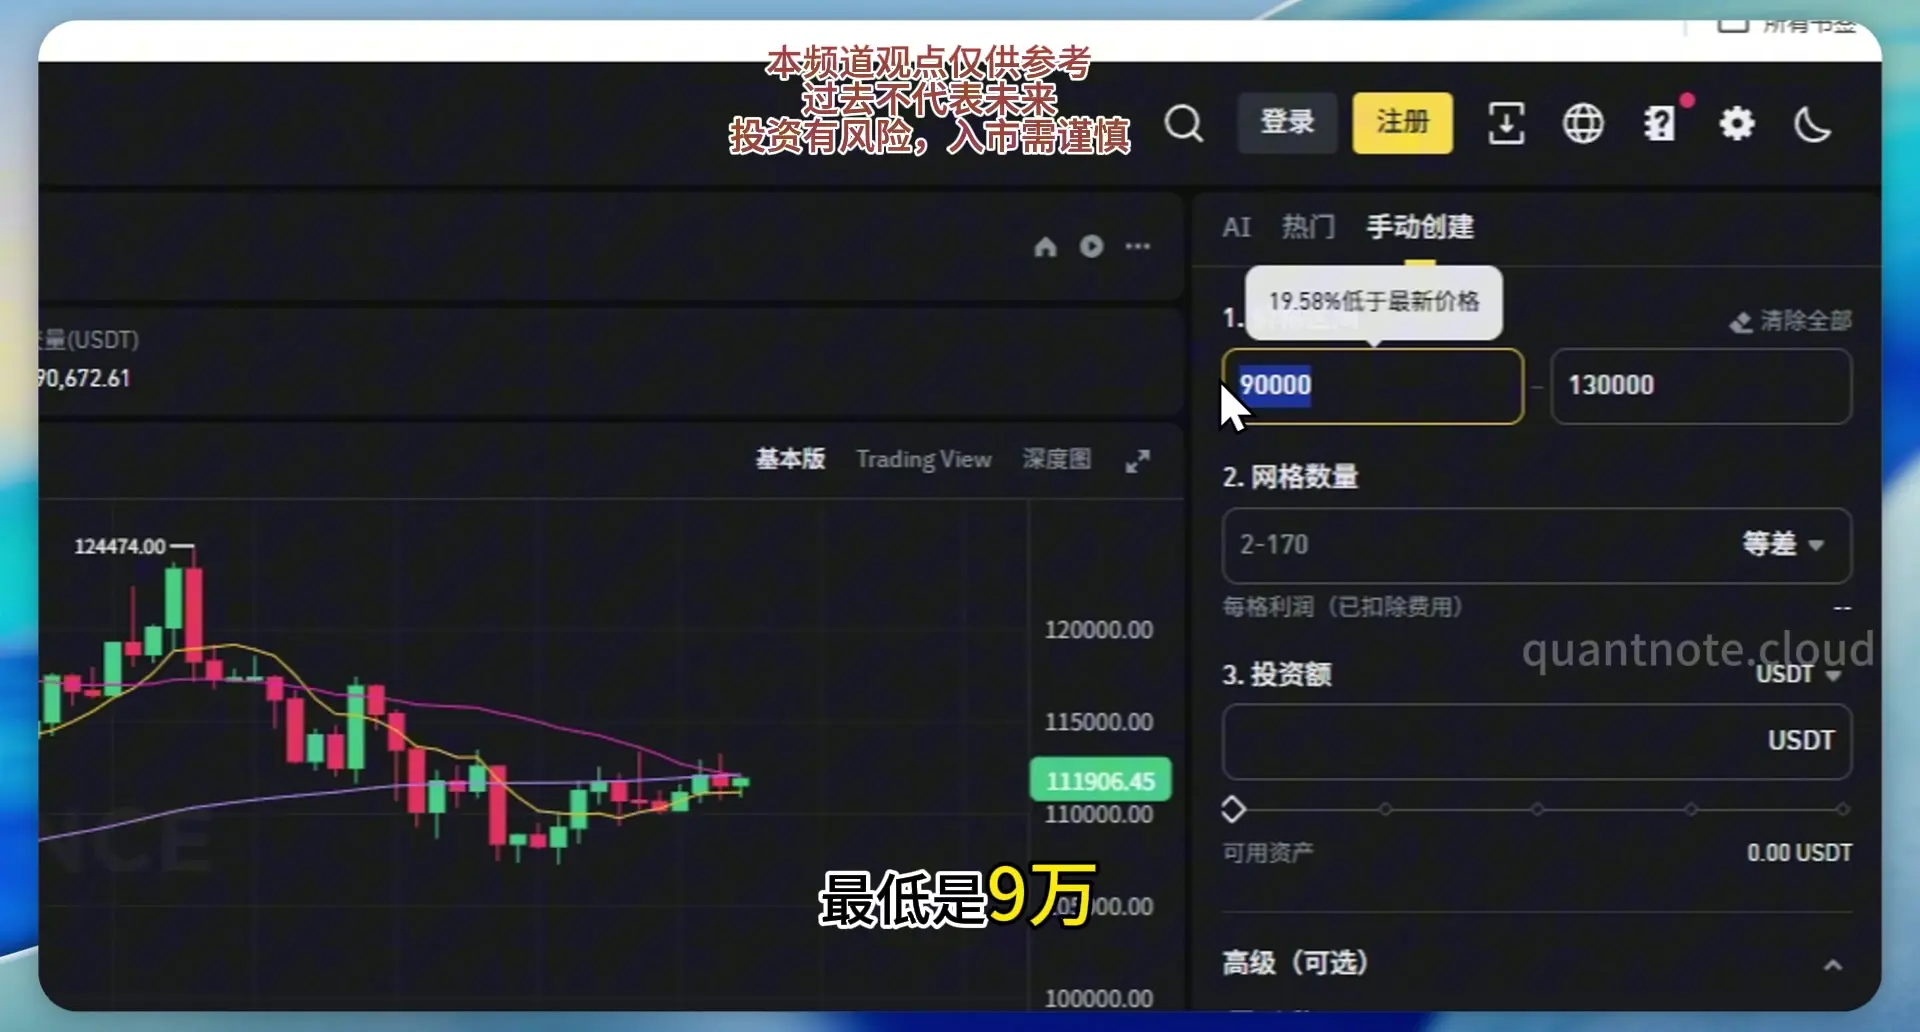 所有书签
本频道观点仅供参考
过去不代表未来
投资有风险，入市需谨慎
登录
注册
AI 热门 手动创建
19.58%低于最新价格
1.
清除全部
90000 – 130000
量(USDT)
90,672.61
基本版 Trading View 深度图
2. 网格数量
2-170 等差
每格利润（已扣除费用） --
quantnote.cloud
3. 投资额 USDT
USDT
可用资产 0.00 USDT
高级（可选）
124474.00
120000.00
115000.00
111906.45
110000.00
100000.00
最低是9万